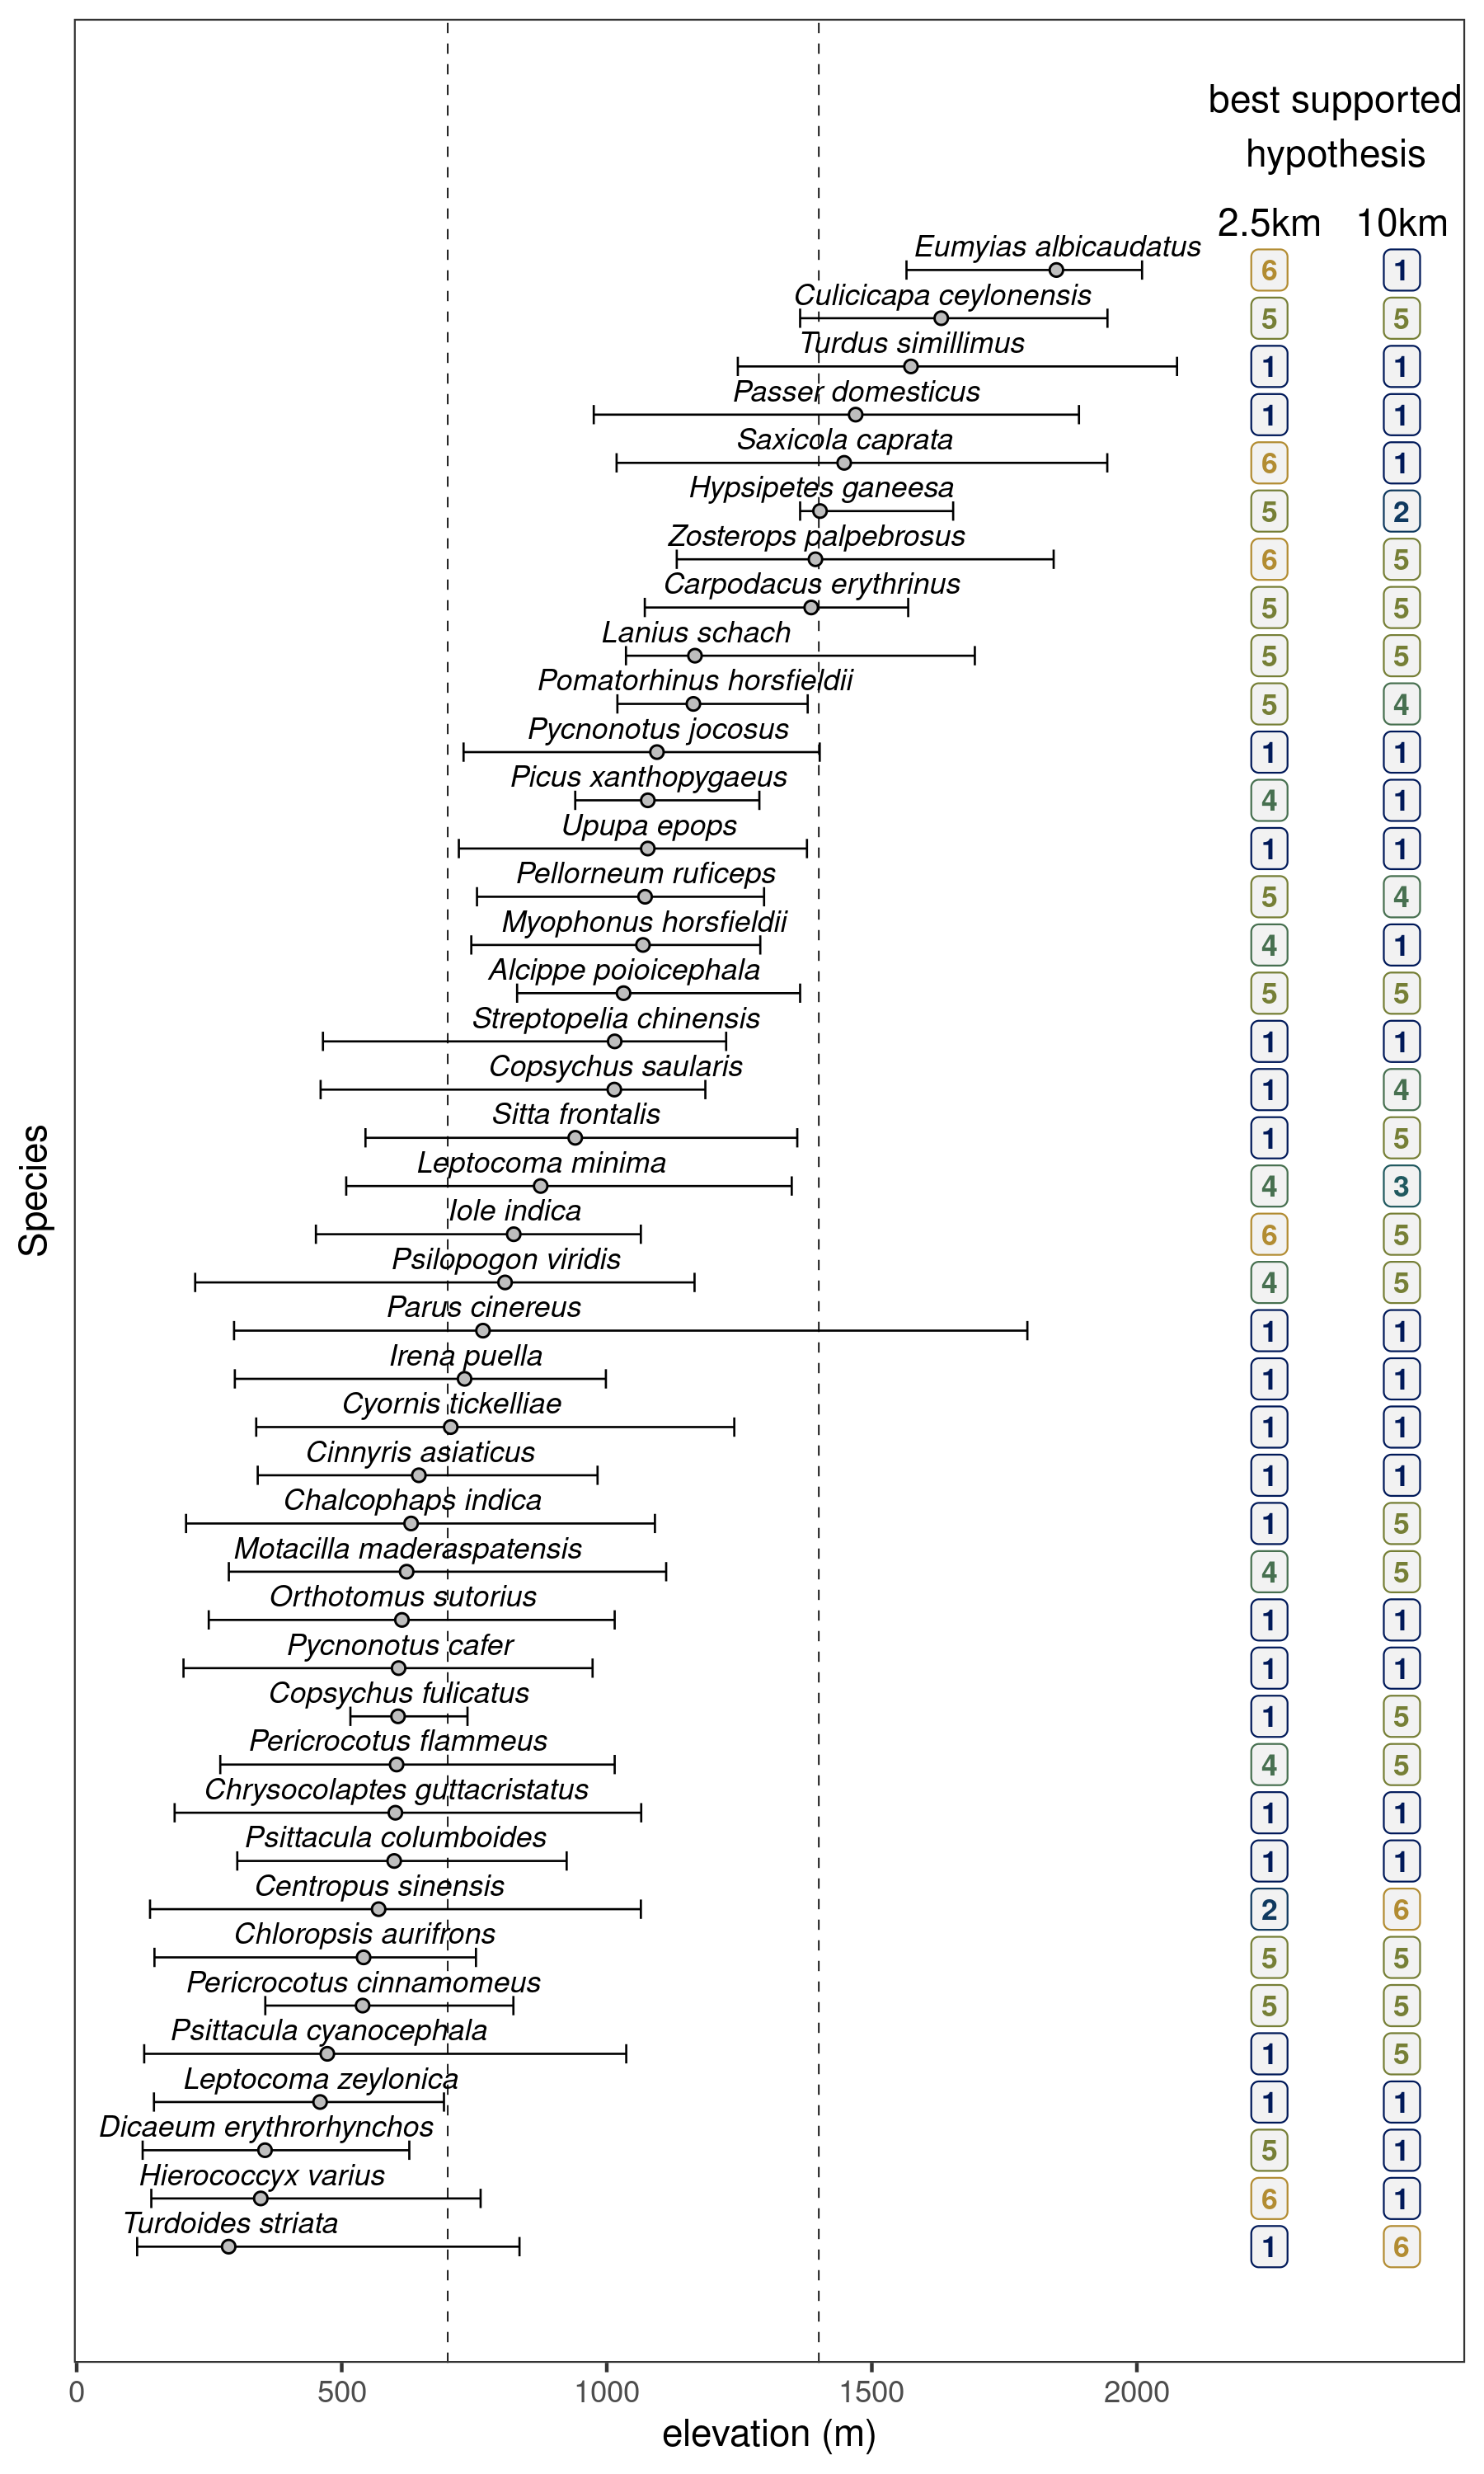 best supported
hypothesis
2.5km 10km
Eumyias albicaudatus
6 1
Culicicapa ceylonensis
5 5
Turdus simillimus
1 1
Passer domesticus
1 1
Saxicola caprata
6 1
Hypsipetes ganeesa
5 2
Zosterops palpebrosus
6 5
Carpodacus erythrinus
5 5
Lanius schach
5 5
Pomatorhinus horsfieldii
5 4
Pycnonotus jocosus
1 1
Picus xanthopygaeus
4 1
Upupa epops
1 1
Pellorneum ruficeps
5 4
Myophonus horsfieldii
4 1
Alcippe poioicephala
5 5
Streptopelia chinensis
1 1
Copsychus saularis
1 4
Sitta frontalis
1 5
Leptocoma minima
4 3
Iole indica
6 5
Psilopogon viridis
4 5
Parus cinereus
1 1
Irena puella
1 1
Cyornis tickelliae
1 1
Cinnyris asiaticus
1 1
Chalcophaps indica
1 5
Motacilla maderaspatensis
4 5
Orthotomus sutorius
1 1
Pycnonotus cafer
1 1
Copsychus fulicatus
1 5
Pericrocotus flammeus
4 5
Chrysocolaptes guttacristatus
1 1
Psittacula columboides
1 1
Centropus sinensis
2 6
Chloropsis aurifrons
5 5
Pericrocotus cinnamomeus
5 5
Psittacula cyanocephala
1 5
Leptocoma zeylonica
1 1
Dicaeum erythrorhynchos
5 1
Hierococcyx varius
6 1
Turdoides striata
1 6
Species
0 500 1000 1500 2000
elevation (m)